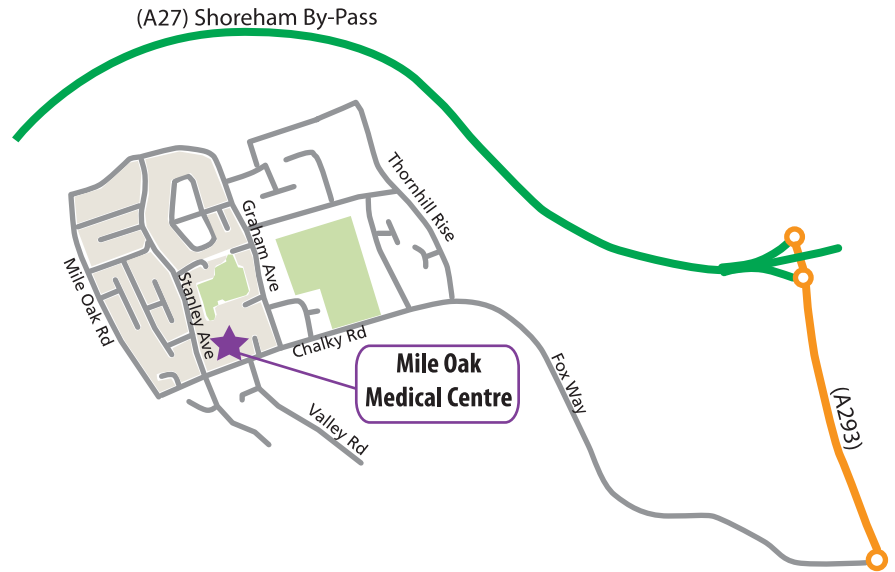 (A27) Shoreham By-Pass
Thornhill Rise
Graham Ave
Mile Oak Rd
Stanley Ave
Chalky Rd
Mile Oak
Medical Centre
Fox Way
(A293)
Valley Rd